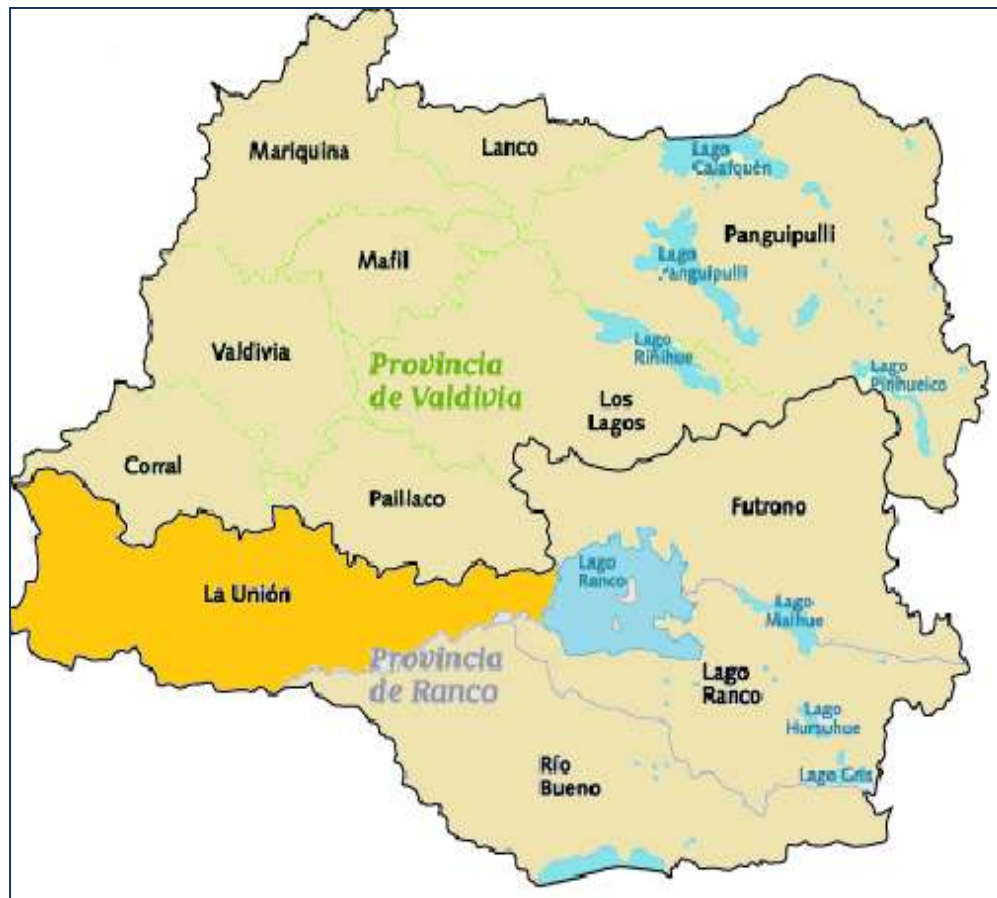 Mariquina
Lanco
Lago
Calafquén
Panguipulli
Mafil
Lago
Panguipulli
Valdivia
Provincia
de Valdivia
Lago
Riñihue
Lago
Pirihueico
Los
Lagos
Corral
Paillaco
Futrono
La Unión
Lago
Ranco
Lago
Maihue
Provincia
de Ranco
Lago
Ranco
Lago
Río
Bueno
Lago Gris